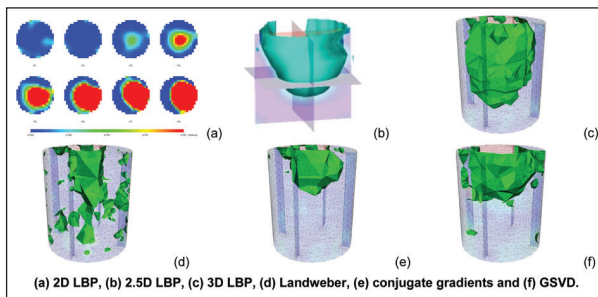 (a)
(b)
(c)
(d)
(e)
(f)
(a) 2D LBP, (b) 2.5D LBP, (c) 3D LBP, (d) Landweber, (e) conjugate gradients and (f) GSVD.